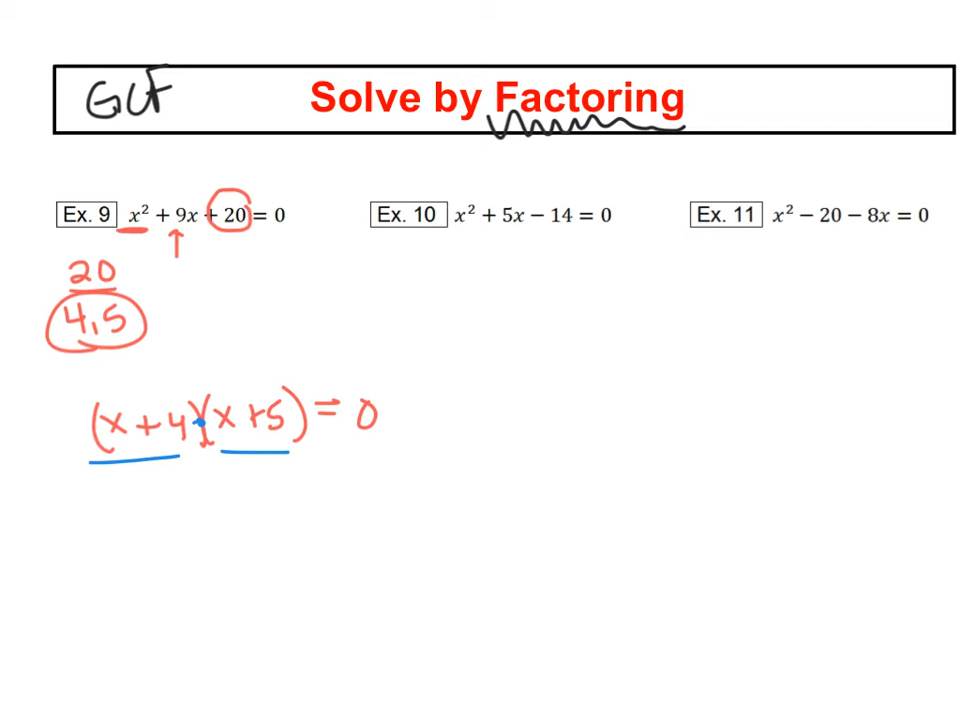 GCF Solve by Factoring
Ex. 9 x² + 9x + 20 = 0 Ex. 10 x² + 5x − 14 = 0 Ex. 11 x² − 20 − 8x = 0
20
4,5
(x+4)·(x+5) = 0